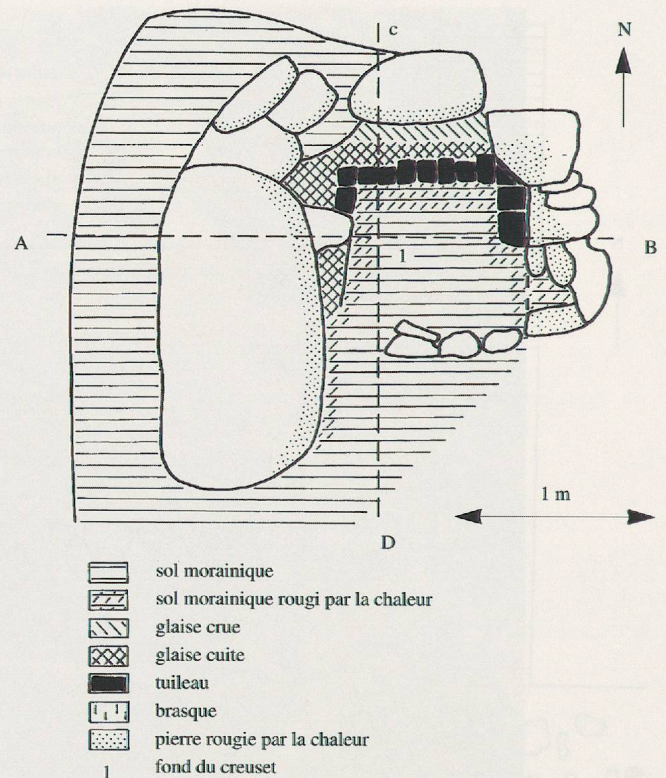 c
N
A
B
1
1 m
D
sol morainique
sol morainique rougi par la chaleur
glaise crue
glaise cuite
tuileau
brasque
pierre rougie par la chaleur
1 fond du creuset